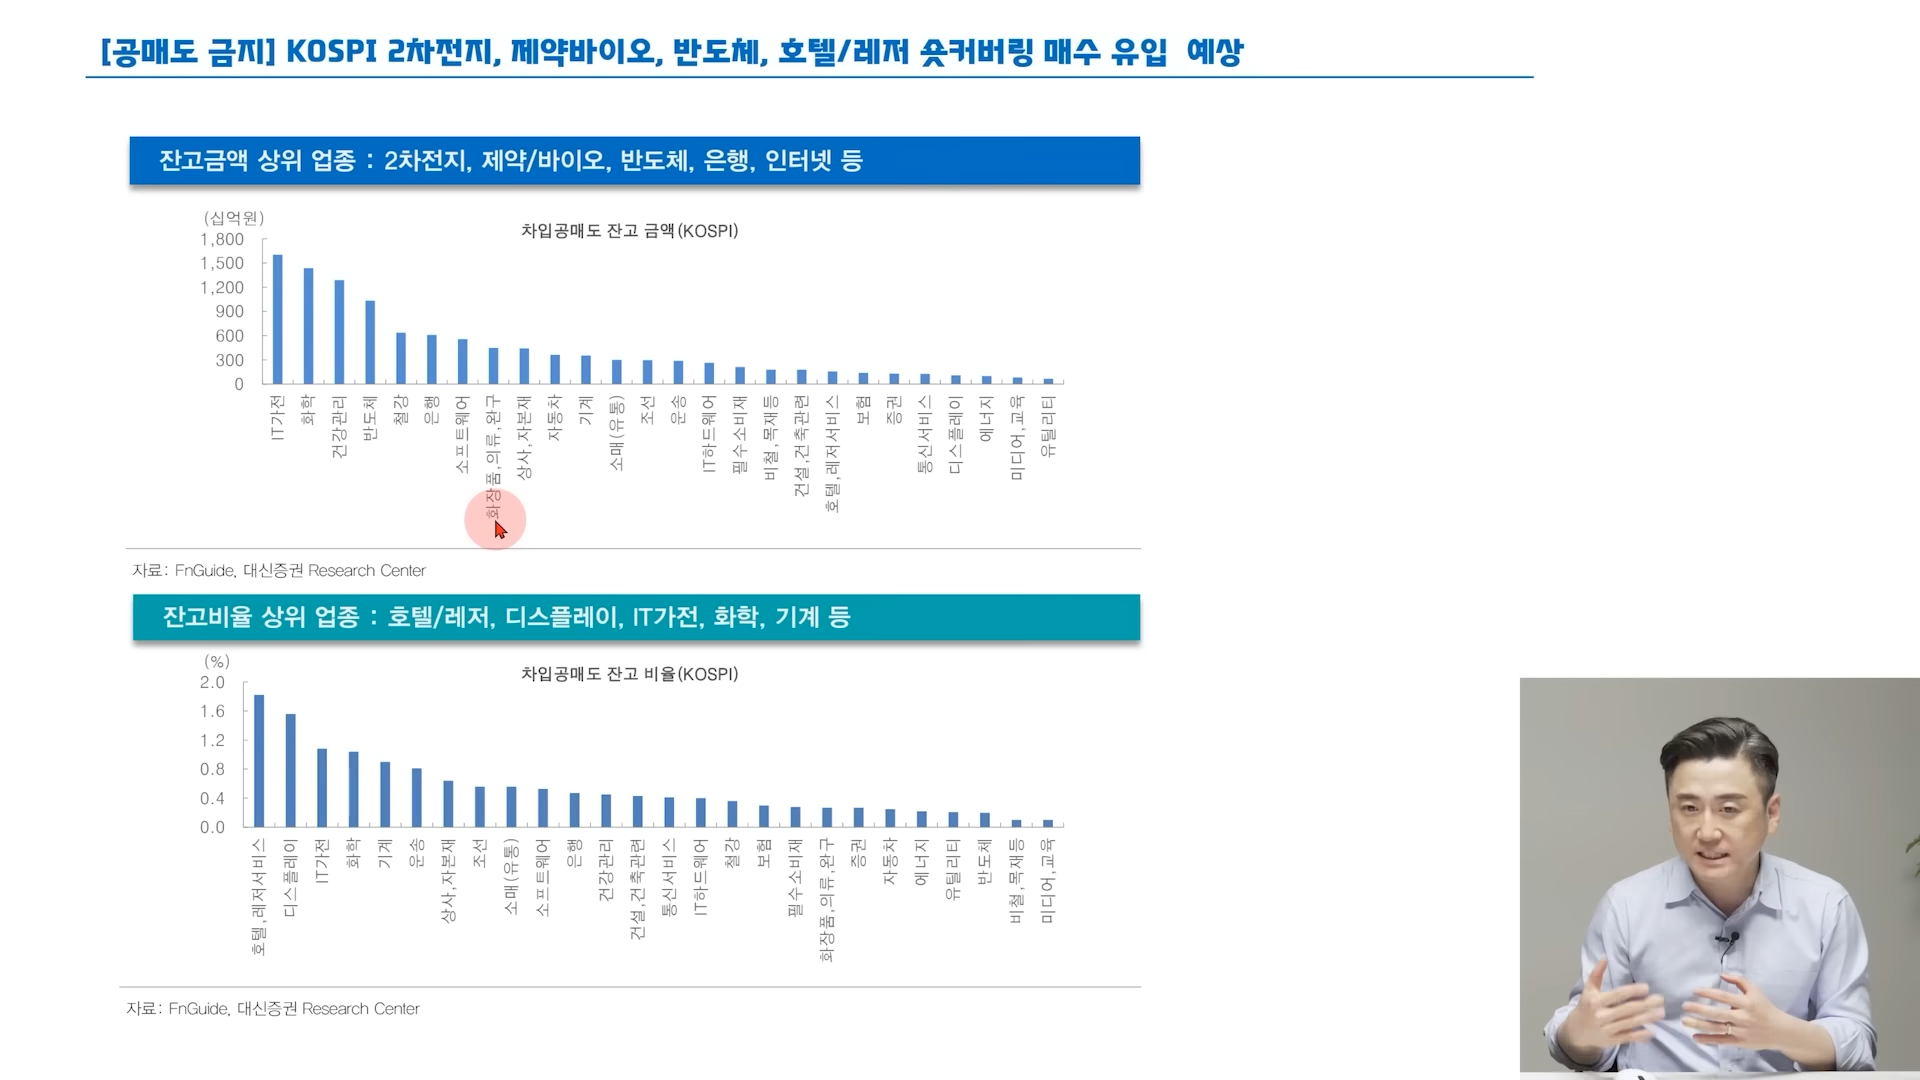 [공매도 금지] KOSPI 2차전지, 제약바이오, 반도체, 호텔/레저 숏커버링 매수 유입 예상
잔고금액 상위 업종 : 2차전지, 제약/바이오, 반도체, 은행, 인터넷 등
(십억원)
차입공매도 잔고 금액(KOSPI)
1,800
1,500
1,200
900
600
300
0
IT가전
화학
건강관리
반도체
철강
은행
소프트웨어
화장품,의류,완구
상사,자본재
자동차
기계
소매(유통)
조선
운송
IT하드웨어
필수소비재
비철,목재등
건설,건축관련
호텔,레저서비스
보험
증권
통신서비스
디스플레이
에너지
미디어,교육
유틸리티
자료: FnGuide, 대신증권 Research Center
잔고비율 상위 업종 : 호텔/레저, 디스플레이, IT가전, 화학, 기계 등
(%)
차입공매도 잔고 비율(KOSPI)
2.0
1.6
1.2
0.8
0.4
0.0
호텔,레저서비스
디스플레이
IT가전
화학
기계
운송
상사,자본재
조선
소매(유통)
소프트웨어
은행
건강관리
건설,건축관련
통신서비스
IT하드웨어
철강
보험
필수소비재
화장품,의류,완구
증권
자동차
에너지
유틸리티
반도체
비철,목재등
미디어,교육
자료: FnGuide, 대신증권 Research Center